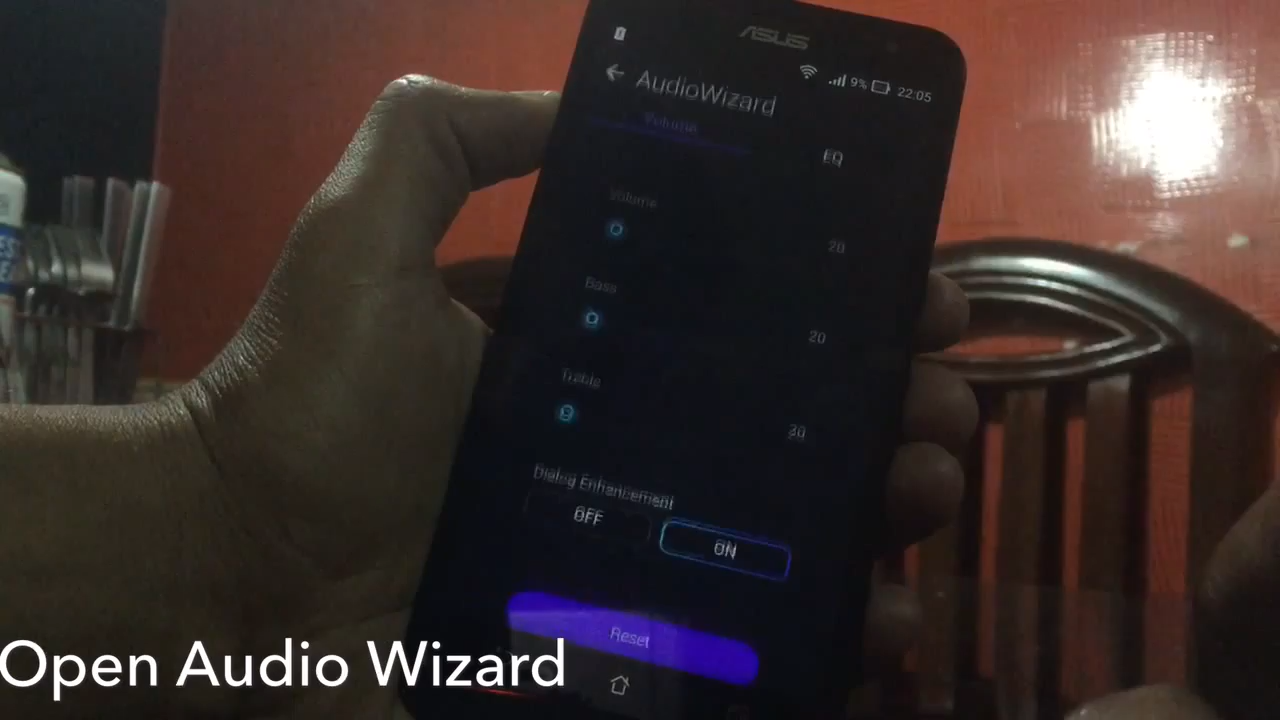 ASUS
9% 22:05
AudioWizard
Volume EQ
Volume
20
Bass
20
Treble
30
Dialog Enhancement
OFF ON
Reset
Open Audio Wizard